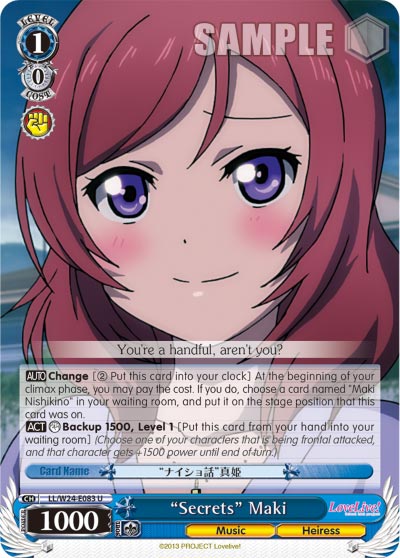 SAMPLE
LEVEL
1
0
COST
You're a handful, aren't you?
AUTO Change [② Put this card into your clock] At the beginning of your
climax phase, you may pay the cost. If you do, choose a card named "Maki
Nishikino" in your waiting room, and put it on the stage position that this
card was on.
ACT Backup 1500, Level 1 [Put this card from your hand into your
waiting room] (Choose one of your characters that is being frontal attacked,
and that character gets +1500 power until end of turn.)
Card Name
“ナイショ話”真姫
CH LL/W24-E083 U
POWER 1000 SOUL
“Secrets” Maki
LoveLive!
Music
Heiress
©2013 PROJECT Lovelive!